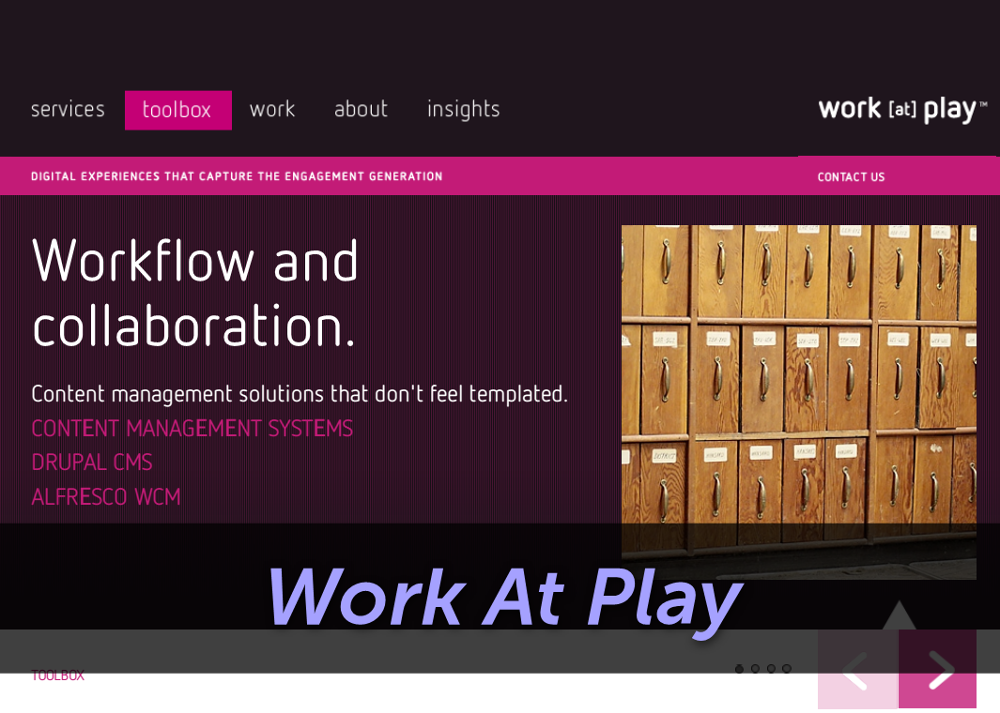 services toolbox work about insights
work [at] play™
DIGITAL EXPERIENCES THAT CAPTURE THE ENGAGEMENT GENERATION
CONTACT US
Workflow and
collaboration.
Content management solutions that don't feel templated.
CONTENT MANAGEMENT SYSTEMS
DRUPAL CMS
ALFRESCO WCM
Work At Play
TOOLBOX